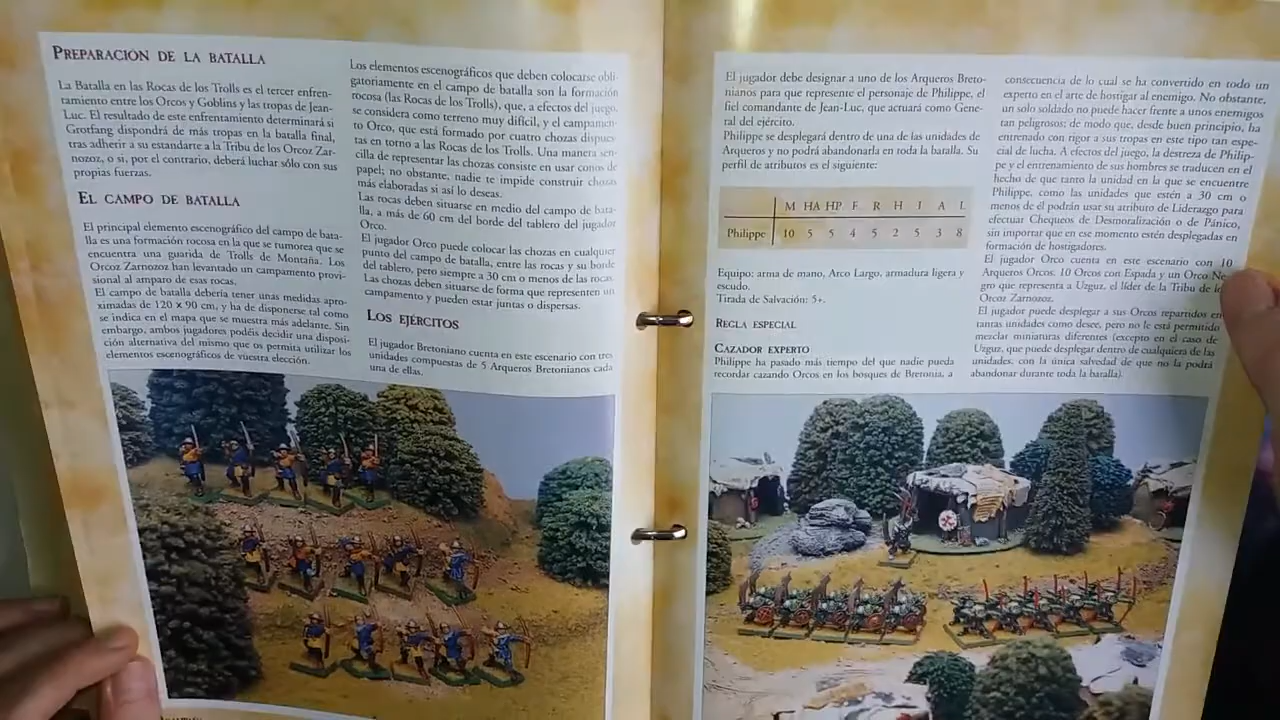 PREPARACIÓN DE LA BATALLA
La Batalla en las Rocas de los Trolls es el tercer enfren-
tamiento entre los Orcos y Goblins y las tropas de Jean-
Luc. El resultado de este enfrentamiento determinará si
Grotfang dispondrá de más tropas en la batalla final,
tras adherir a su estandarte a la Tribu de los Orcoz Zar-
nozoz, o si, por el contrario, deberá luchar sólo con sus
propias fuerzas.
EL CAMPO DE BATALLA
El principal elemento escenográfico del campo de bata-
lla es una formación rocosa en la que se rumorea que se
encuentra una guarida de Trolls de Montaña. Los
Orcoz Zarnozoz han levantado un campamento provi-
sional al amparo de esas rocas.
El campo de batalla debería tener unas medidas apro-
ximadas de 120 x 90 cm, y ha de disponerse tal como
se indica en el mapa que se muestra más adelante. Sin
embargo, ambos jugadores podéis decidir una disposi-
ción alternativa del mismo que os permita utilizar los
elementos escenográficos de vuestra elección.
Los elementos escenográficos que deben colocarse obli-
gatoriamente en el campo de batalla son la formación
rocosa (las Rocas de los Trolls), que, a efectos del juego,
se considera como terreno muy difícil, y el campamen-
to Orco, que está formado por cuatro chozas dispues-
tas en torno a las Rocas de los Trolls. Una manera sen-
cilla de representar las chozas consiste en usar conos de
papel; no obstante, nadie te impide construir chozas
más elaboradas si así lo deseas.
Las rocas deben situarse en medio del campo de bata-
lla, a más de 60 cm del borde del tablero del jugador
Orco.
El jugador Orco puede colocar las chozas en cualquier
punto del campo de batalla, entre las rocas y su borde
del tablero, pero siempre a 30 cm o menos de las rocas.
Las chozas deben situarse de forma que representen un
campamento y pueden estar juntas o dispersas.
LOS EJÉRCITOS
El jugador Bretoniano cuenta en este escenario con tres
unidades compuestas de 5 Arqueros Bretonianos cada
una de ellas.
El jugador debe designar a uno de los Arqueros Breto-
nianos para que represente el personaje de Philippe, el
fiel comandante de Jean-Luc, que actuará como Gene-
ral del ejército.
Philippe se desplegará dentro de una de las unidades de
Arqueros y no podrá abandonarla en toda la batalla. Su
perfil de atributos es el siguiente:
M HA HP F R H I A L
Philippe 10 5 5 4 5 2 5 3 8
Equipo: arma de mano, Arco Largo, armadura ligera y
escudo.
Tirada de Salvación: 5+.
REGLA ESPECIAL
CAZADOR EXPERTO
Philippe ha pasado más tiempo del que nadie pueda
recordar cazando Orcos en los bosques de Bretonia, a
consecuencia de lo cual se ha convertido en todo un
experto en el arte de hostigar al enemigo. No obstante,
un solo soldado no puede hacer frente a unos enemigos
tan peligrosos; de modo que, desde buen principio, ha
entrenado con rigor a sus tropas en este tipo tan espe-
cial de lucha. A efectos del juego, la destreza de Philip-
pe y el entrenamiento de sus hombres se traducen en el
hecho de que tanto la unidad en la que se encuentre
Philippe, como las unidades que estén a 30 cm o
menos de él podrán usar su atributo de Liderazgo para
efectuar Chequeos de Desmoralización o de Pánico,
sin importar que en ese momento estén desplegadas en
formación de hostigadores.
El jugador Orco cuenta en este escenario con 10
Arqueros Orcos, 10 Orcos con Espada y un Orco Ne-
gro que representa a Uzguz, el líder de la Tribu de
Orcoz Zarnozoz.
El jugador puede desplegar a sus Orcos repartidos en
tantas unidades como desee, pero no le está permitido
mezclar miniaturas diferentes (excepto en el caso de
Uzguz, que puede desplegar dentro de cualquiera de las
unidades, con la única salvedad de que no la podrá
abandonar durante toda la batalla).